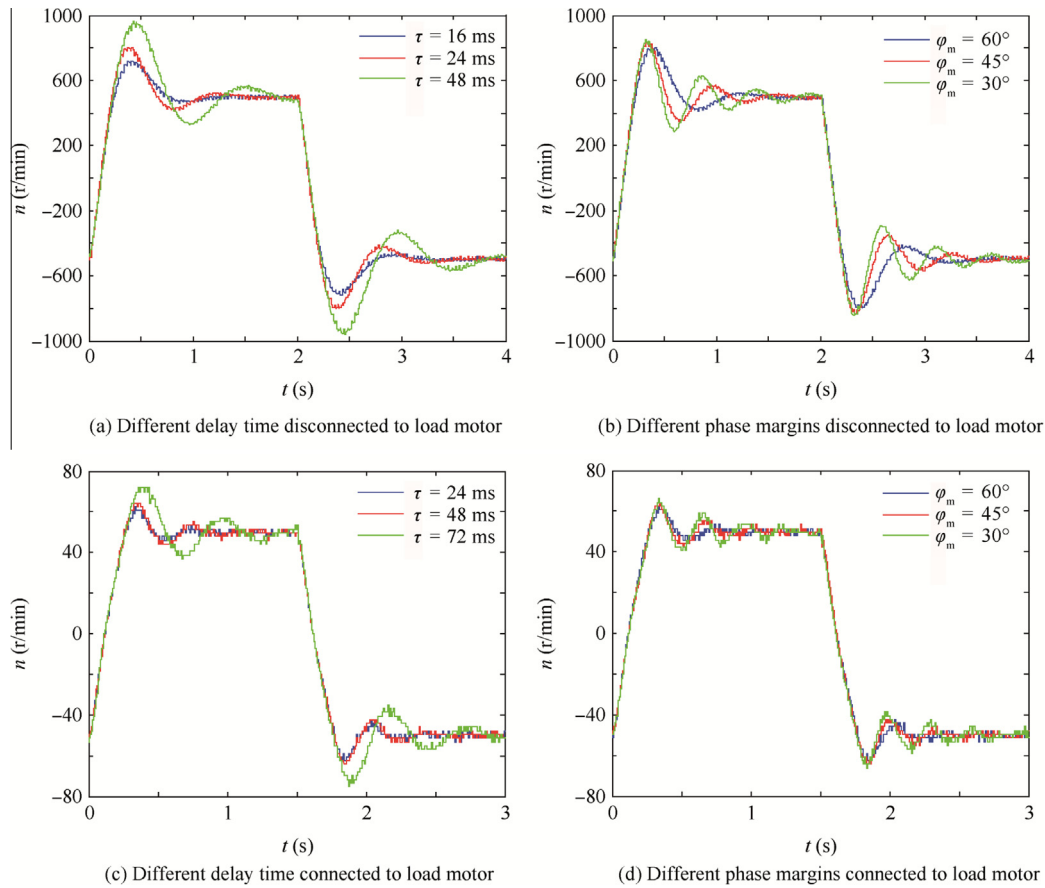 1000
600
200
−200
−600
−1000
n (r/min)
τ = 16 ms
τ = 24 ms
τ = 48 ms
0 1 2 3 4
t (s)
(a) Different delay time disconnected to load motor
1000
600
200
−200
−600
−1000
n (r/min)
φm = 60°
φm = 45°
φm = 30°
0 1 2 3 4
t (s)
(b) Different phase margins disconnected to load motor
80
40
0
−40
−80
n (r/min)
τ = 24 ms
τ = 48 ms
τ = 72 ms
0 1 2 3
t (s)
(c) Different delay time connected to load motor
80
40
0
−40
−80
n (r/min)
φm = 60°
φm = 45°
φm = 30°
0 1 2 3
t (s)
(d) Different phase margins connected to load motor